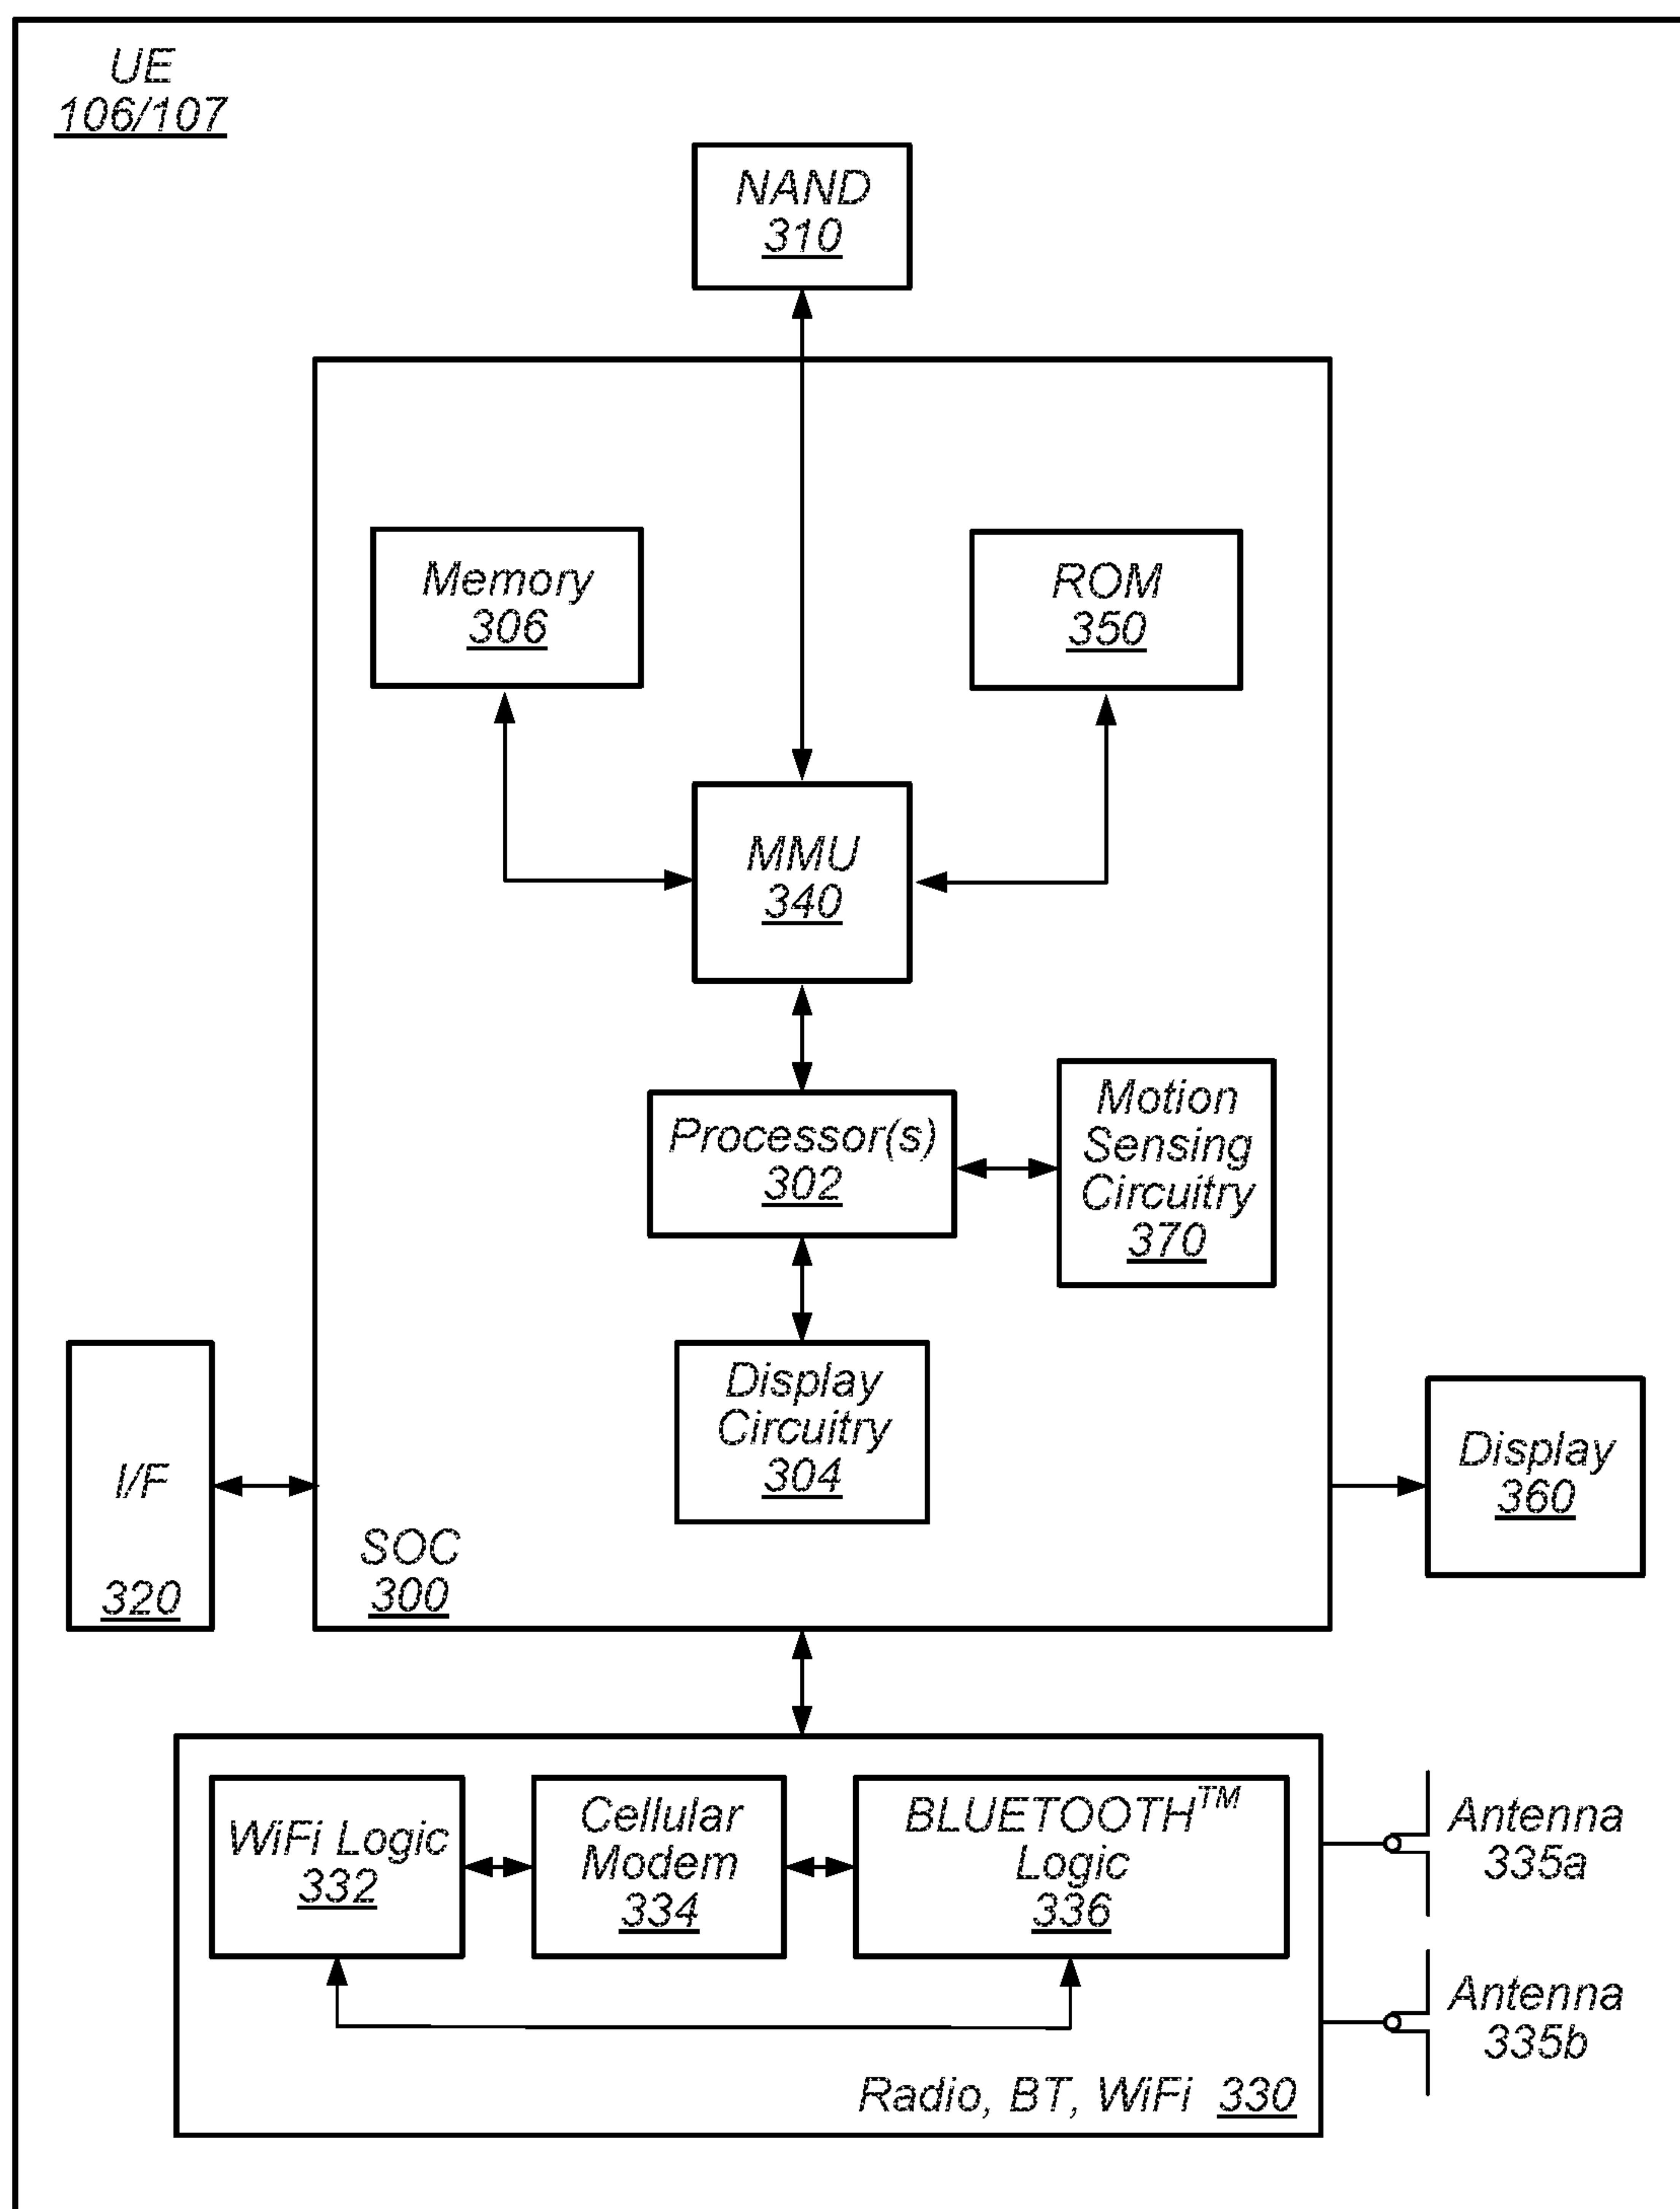 UE
106/107
NAND
310
Memory
306
ROM
350
MMU
340
Processor(s)
302
Motion
Sensing
Circuitry
370
Display
Circuitry
304
I/F
320
SOC
300
Display
360
WiFi Logic
332
Cellular
Modem
334
BLUETOOTH™
Logic
336
Antenna
335a
Antenna
335b
Radio, BT, WiFi 330